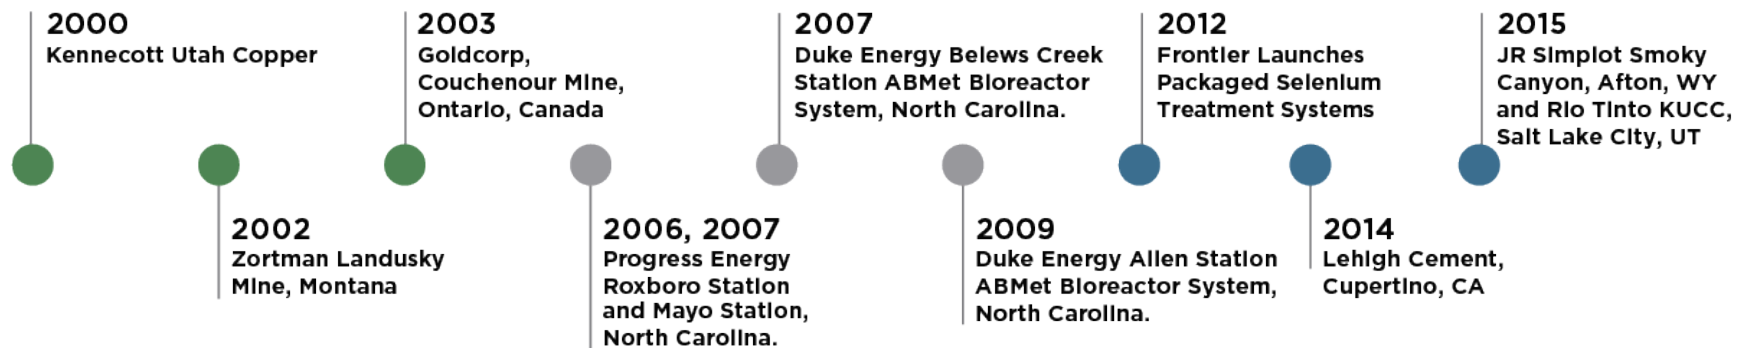 2000
Kennecott Utah Copper
2002
Zortman Landusky
Mine, Montana
2003
Goldcorp,
Couchenour Mine,
Ontario, Canada
2006, 2007
Progress Energy
Roxboro Station
and Mayo Station,
North Carolina.
2007
Duke Energy Belews Creek
Station ABMet Bioreactor
System, North Carolina.
2009
Duke Energy Allen Station
ABMet Bioreactor System,
North Carolina.
2012
Frontier Launches
Packaged Selenium
Treatment Systems
2014
Lehigh Cement,
Cupertino, CA
2015
JR Simplot Smoky
Canyon, Afton, WY
and Rio Tinto KUCC,
Salt Lake City, UT